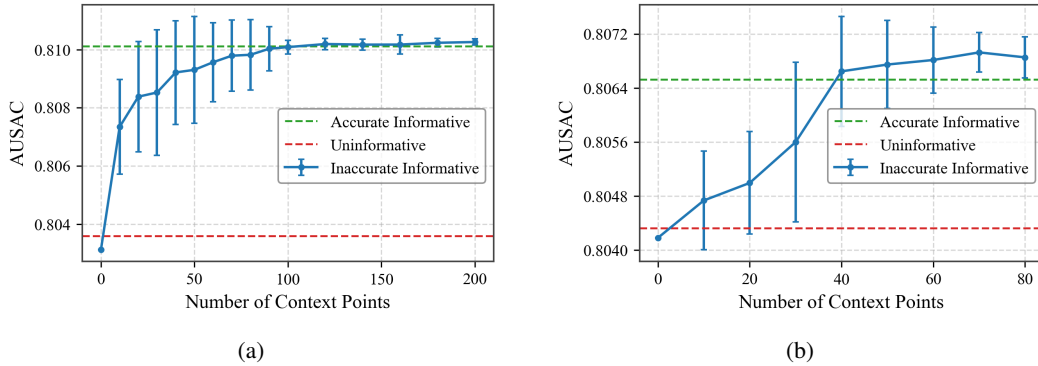 0.810
0.808
0.806
0.804
AUSAC
Accurate Informative
Uninformative
Inaccurate Informative
0
50
100
150
200
Number of Context Points
(a)
0.8072
0.8064
0.8056
0.8048
0.8040
AUSAC
Accurate Informative
Uninformative
Inaccurate Informative
0
20
40
60
80
Number of Context Points
(b)